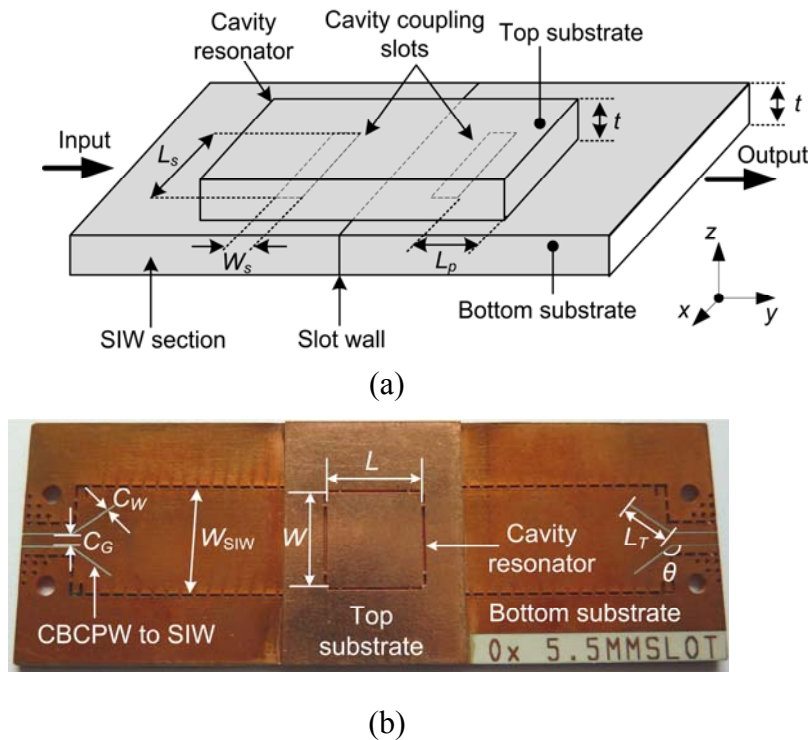 Cavity resonator
Cavity coupling slots
Top substrate
t
t
Input
L_s
Output
W_s
L_p
z
x
y
SIW section
Slot wall
Bottom substrate
(a)
L
C_W
C_G
W_SIW
W
L_T
θ
Cavity resonator
CBCPW to SIW
Top substrate
Bottom substrate
0x 5.5MMSLOT
(b)